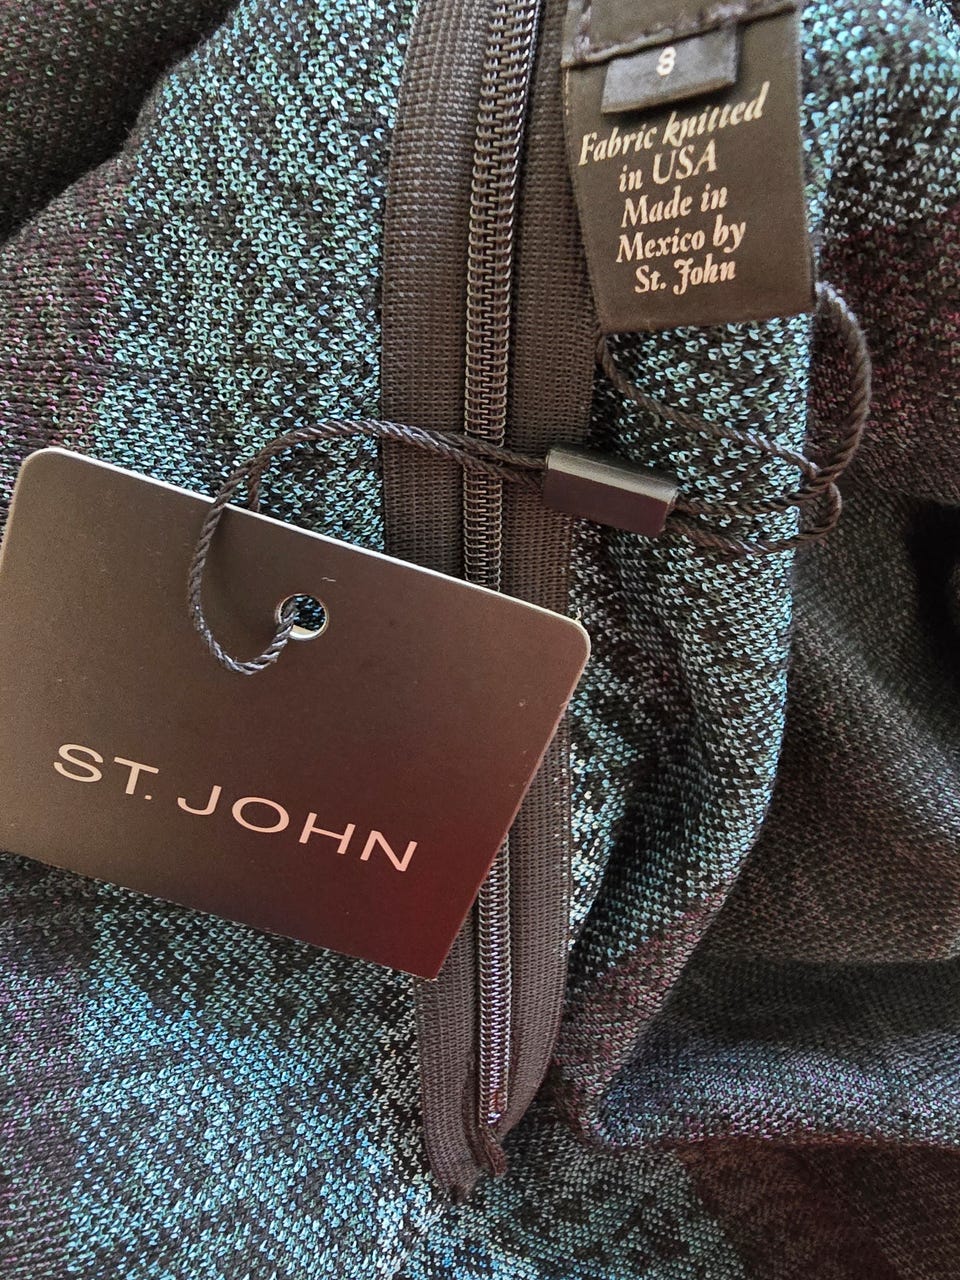 8
Fabric knitted
in USA
Made in
Mexico by
St. John
ST. JOHN